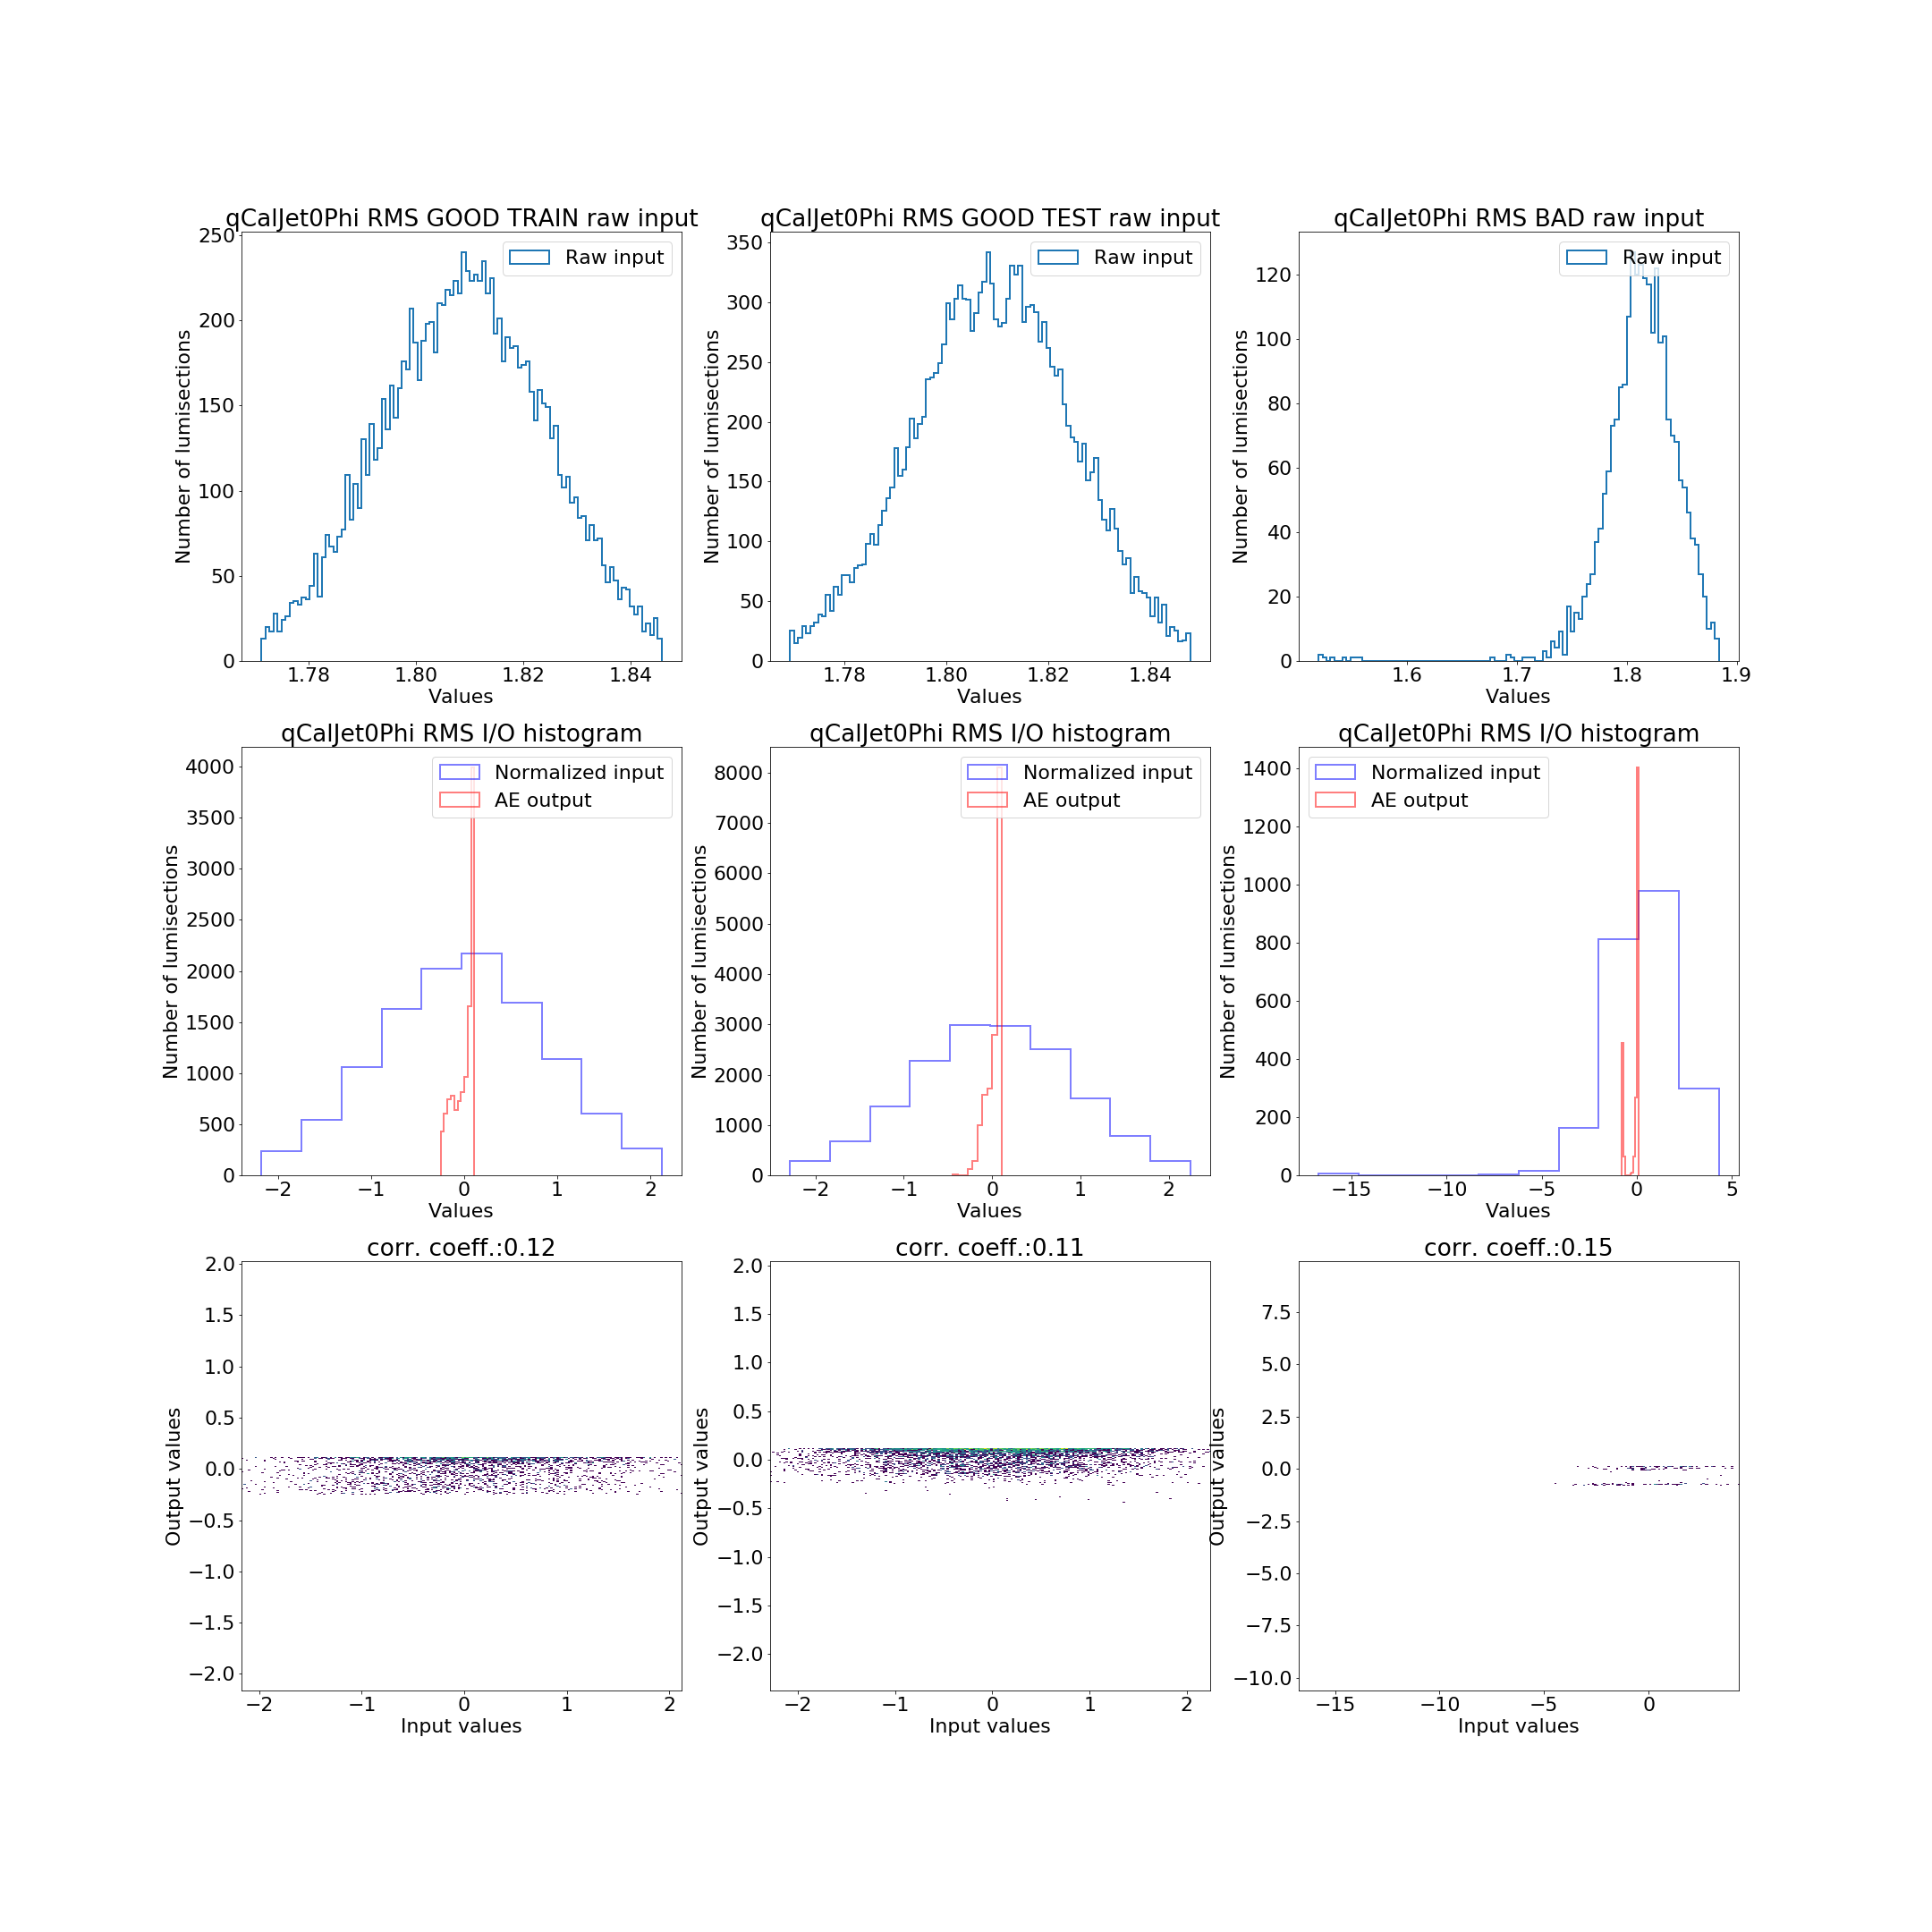 qCalJet0Phi RMS GOOD TRAIN raw input
250
200
150
100
50
0
Number of lumisections
Raw input
1.78 1.80 1.82 1.84
Values
qCalJet0Phi RMS GOOD TEST raw input
350
300
250
200
150
100
50
0
Number of lumisections
Raw input
1.78 1.80 1.82 1.84
Values
qCalJet0Phi RMS BAD raw input
120
100
80
60
40
20
0
Number of lumisections
Raw input
1.6 1.7 1.8 1.9
Values
qCalJet0Phi RMS I/O histogram
4000
3500
3000
2500
2000
1500
1000
500
0
Number of lumisections
Normalized input
AE output
−2 −1 0 1 2
Values
qCalJet0Phi RMS I/O histogram
8000
7000
6000
5000
4000
3000
2000
1000
0
Number of lumisections
Normalized input
AE output
−2 −1 0 1 2
Values
qCalJet0Phi RMS I/O histogram
1400
1200
1000
800
600
400
200
0
Number of lumisections
Normalized input
AE output
−15 −10 −5 0 5
Values
corr. coeff.:0.12
2.0
1.5
1.0
0.5
0.0
−0.5
−1.0
−1.5
−2.0
Output values
−2 −1 0 1 2
Input values
corr. coeff.:0.11
2.0
1.5
1.0
0.5
0.0
−0.5
−1.0
−1.5
−2.0
Output values
−2 −1 0 1 2
Input values
corr. coeff.:0.15
7.5
5.0
2.5
0.0
−2.5
−5.0
−7.5
−10.0
Output values
−15 −10 −5 0
Input values